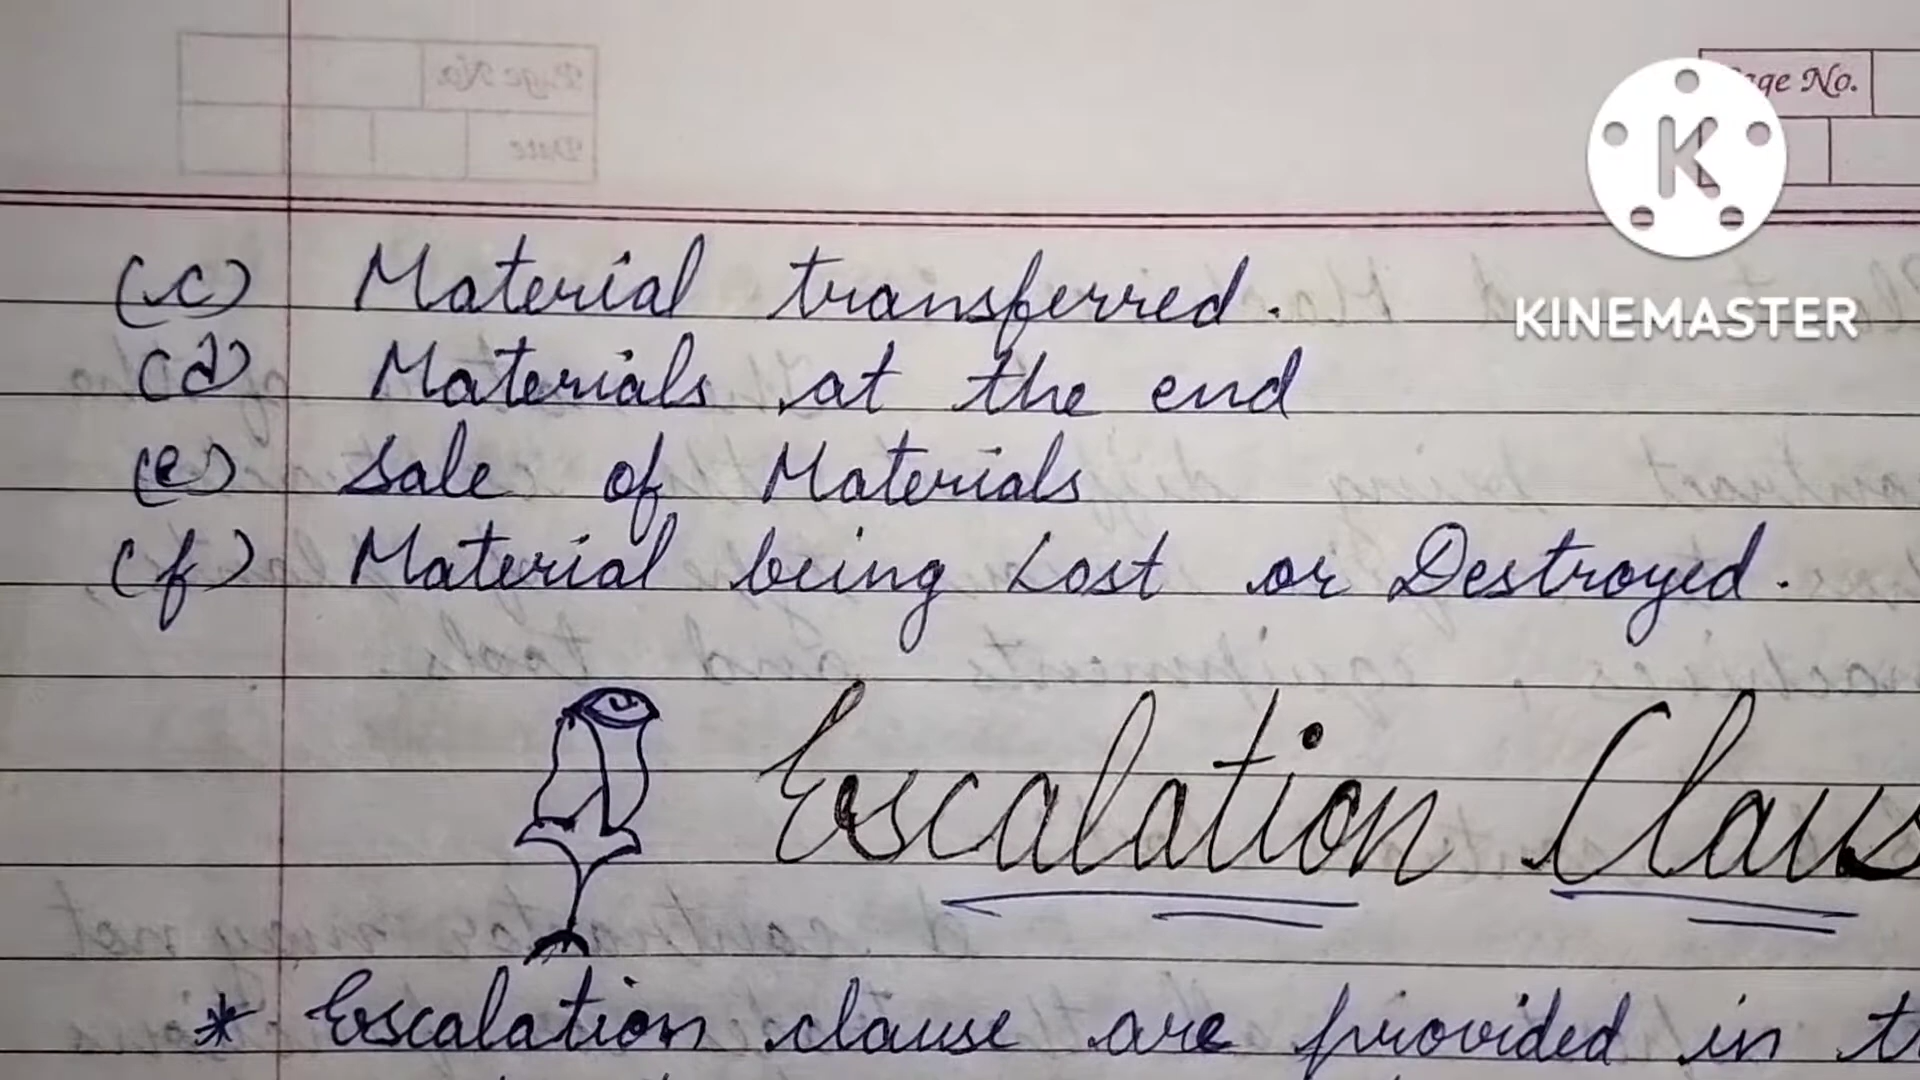 Page No.
KINEMASTER
(c) Material transferred.
(d) Materials at the end
(e) Sale of Materials
(f) Material being Lost or Destroyed.
Escalation Claus
* Escalation clause are provided in t